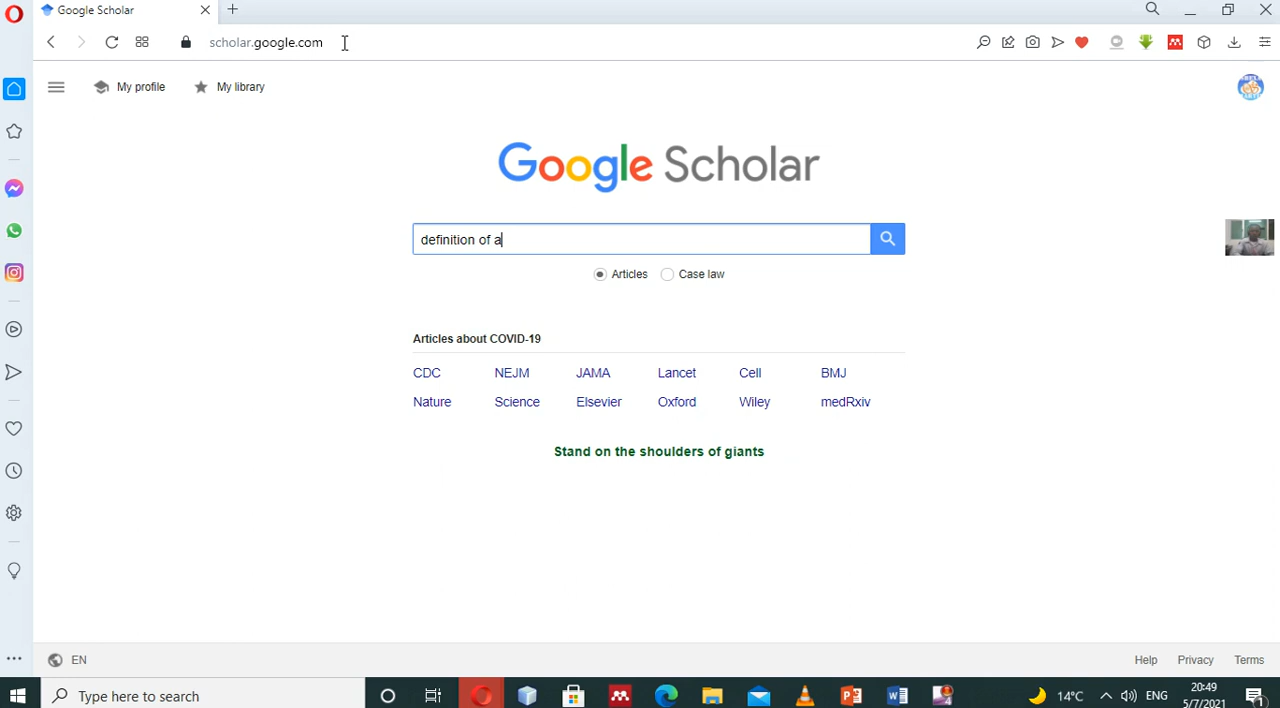 Google Scholar
scholar.google.com
My profile
My library
Google Scholar
definition of a
Articles
Case law
Articles about COVID-19
CDC NEJM JAMA Lancet Cell BMJ
Nature Science Elsevier Oxford Wiley medRxiv
Stand on the shoulders of giants
EN
Help Privacy Terms
Type here to search
14°C
ENG
20:49
5/7/2021